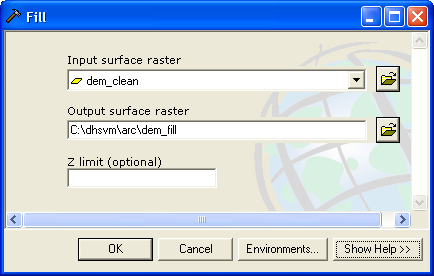 Fill
Input surface raster
dem_clean
Output surface raster
C:\dhsvm\arc\dem_fill
Z limit (optional)
OK Cancel Environments... Show Help >>